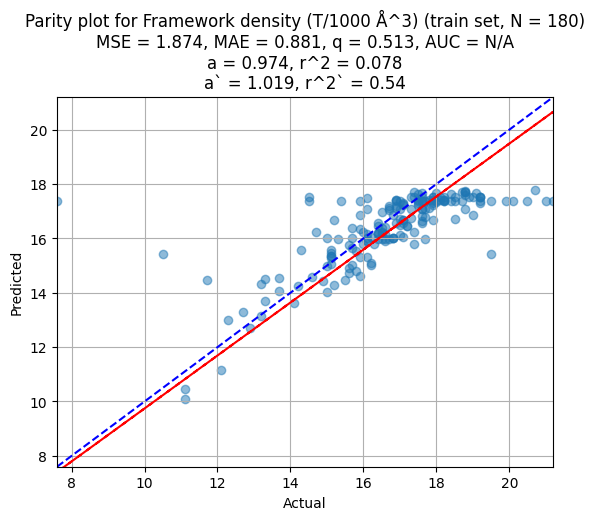 Parity plot for Framework density (T/1000 Å^3) (train set, N = 180)
MSE = 1.874, MAE = 0.881, q = 0.513, AUC = N/A
a = 0.974, r^2 = 0.078
a` = 1.019, r^2` = 0.54
20
18
16
14
12
10
8
Predicted
8 10 12 14 16 18 20
Actual